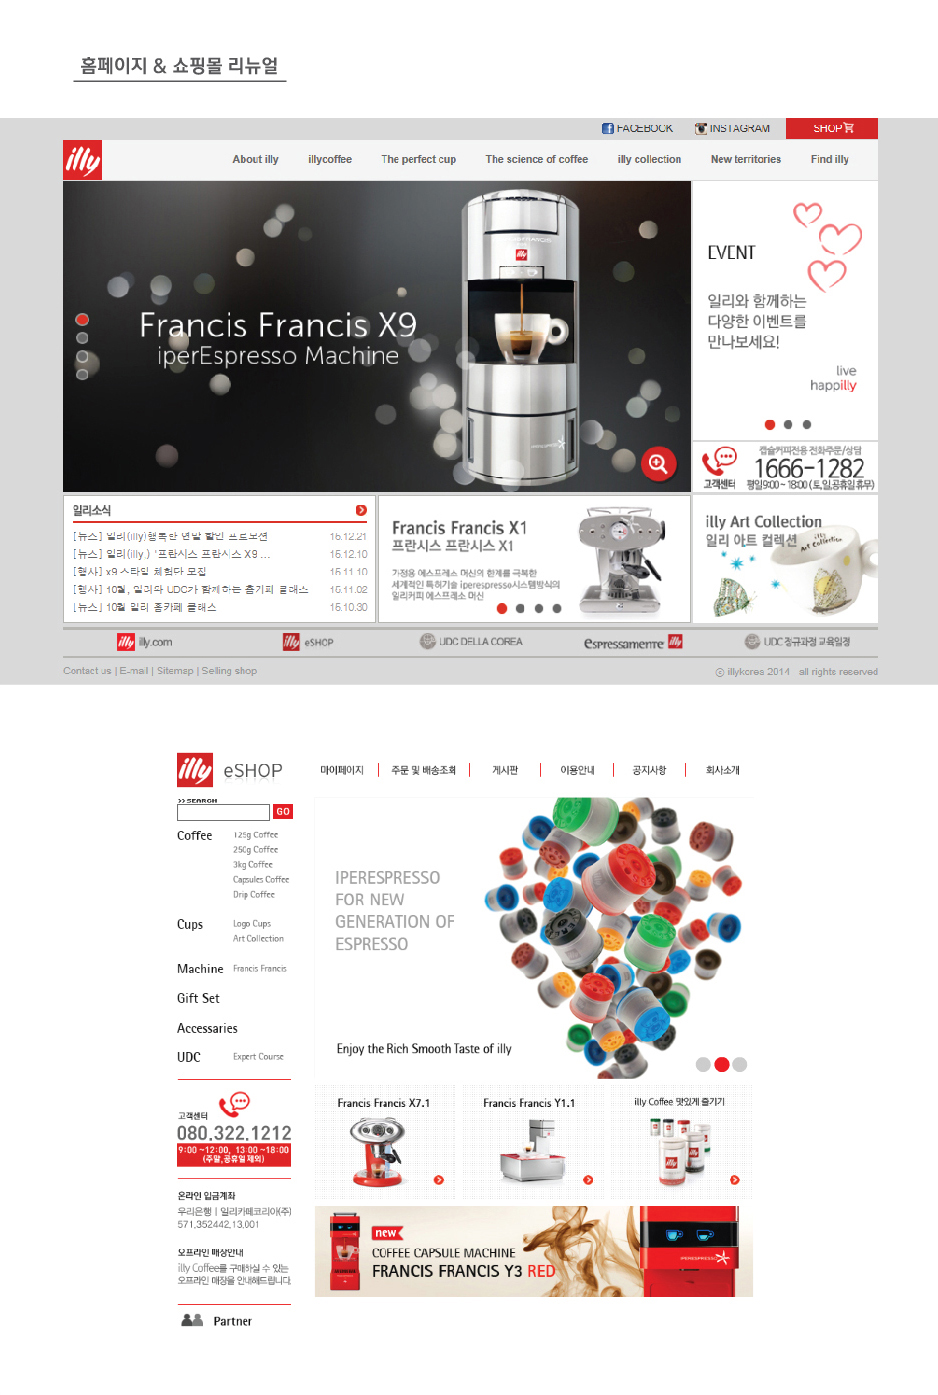 홈페이지 & 쇼핑몰 리뉴얼
FACEBOOK
INSTAGRAM
SHOP
illy
About illy
illycoffee
The perfect cup
The science of coffee
illy collection
New territories
Find illy
Francis Francis X9
iperEspresso Machine
illy
EVENT
일리와 함께하는
다양한 이벤트를
만나보세요!
live
happilly
캡슐커피전용 전화주문/상담
1666-1282
고객센터
평일9:00~18:00 (토,일,공휴일휴무)
일리소식
[뉴스] 일리(illy)행복한 연말 할인 프로모션
15.12.21
[뉴스] 일리(illy ) '프란시스 프란시스 X9 ...
15.12.10
[행사] x9 스타일 체험단 모집
15.11.10
[행사] 10월, 일리와 UDC가 함께하는 홈카페 클래스
15.11.02
[뉴스] 10월 일리 홈카페 클래스
15.10.30
Francis Francis X1
프란시스 프란시스 X1
가정용 에스프레소 머신의 한계를 극복한
세계적인 특허기술 iperespresso시스템방식의
일리커피 에스프레소 머신
illy Art Collection
일리 아트 컬렉션
illy
Art Collection
illy illy.com
illy eSHOP
UDC DELLA COREA
espressamente illy
UDC 정규과정 교육일정
Contact us | E-mail | Sitemap | Selling shop
ⓒ illykorea 2014 all rights reserved
illy eSHOP
마이페이지
주문 및 배송조회
게시판
이용안내
공지사항
회사소개
>> SEARCH
GO
Coffee
125g Coffee
250g Coffee
3kg Coffee
Capsules Coffee
Drip Coffee
Cups
Logo Cups
Art Collection
Machine
Francis Francis
Gift Set
Accessaries
UDC
Expert Course
IPERESPRESSO
FOR NEW
GENERATION OF
ESPRESSO
Enjoy the Rich Smooth Taste of illy
고객센터
080.322.1212
9:00 ~12:00, 13:00 ~18:00
(주말,공휴일제외)
온라인 입금계좌
우리은행 | 일리카페코리아(주)
571.352442.13.001
오프라인 매상안내
illy Coffee를 구매하실 수 있는
오프라인 매장을 안내해드립니다.
Partner
Francis Francis X7.1
Francis Francis Y1.1
illy Coffee 맛있게 즐기기
new
COFFEE CAPSULE MACHINE
FRANCIS FRANCIS Y3 RED
IPERESPRESSO